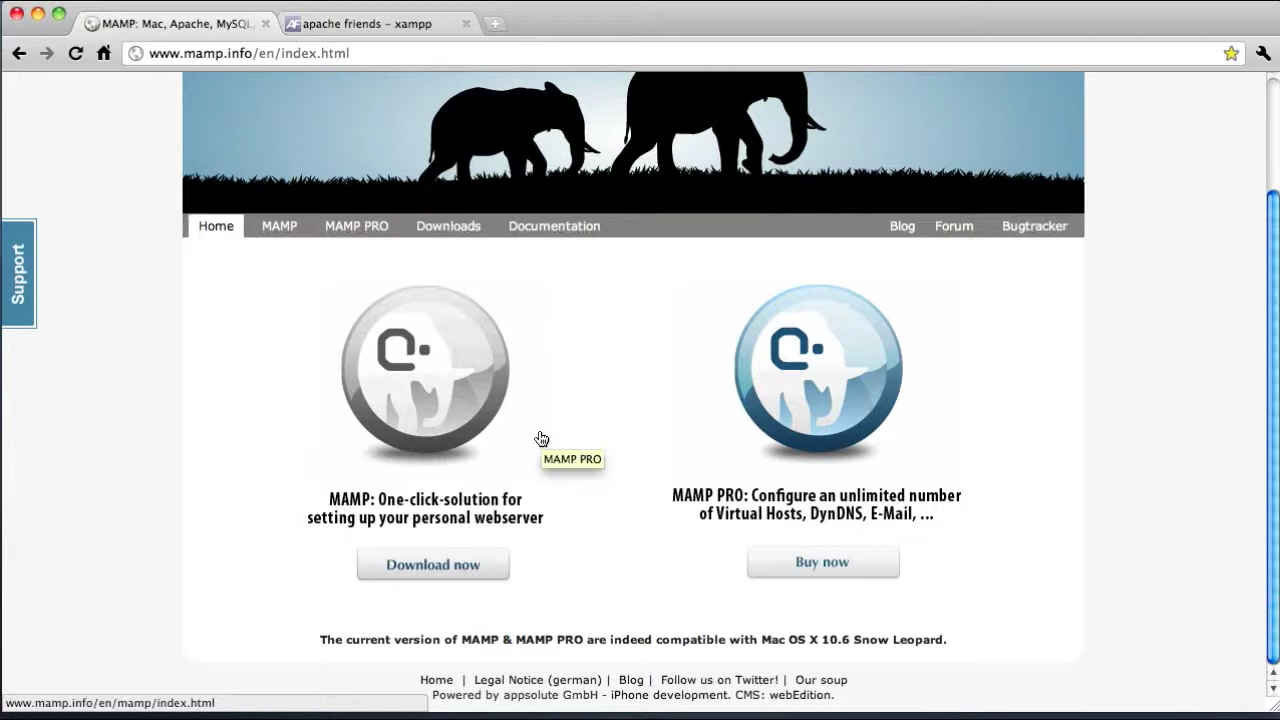 MAMP: Mac, Apache, MySQL,
apache friends - xampp
www.mamp.info/en/index.html
Home
MAMP
MAMP PRO
Downloads
Documentation
Blog
Forum
Bugtracker
Support
MAMP PRO
MAMP: One-click-solution for
setting up your personal webserver
Download now
MAMP PRO: Configure an unlimited number
of Virtual Hosts, DynDNS, E-Mail, ...
Buy now
The current version of MAMP & MAMP PRO are indeed compatible with Mac OS X 10.6 Snow Leopard.
Home | Legal Notice (german) | Blog | Follow us on Twitter! | Our soup
Powered by appsolute GmbH - iPhone development. CMS: webEdition.
www.mamp.info/en/mamp/index.html